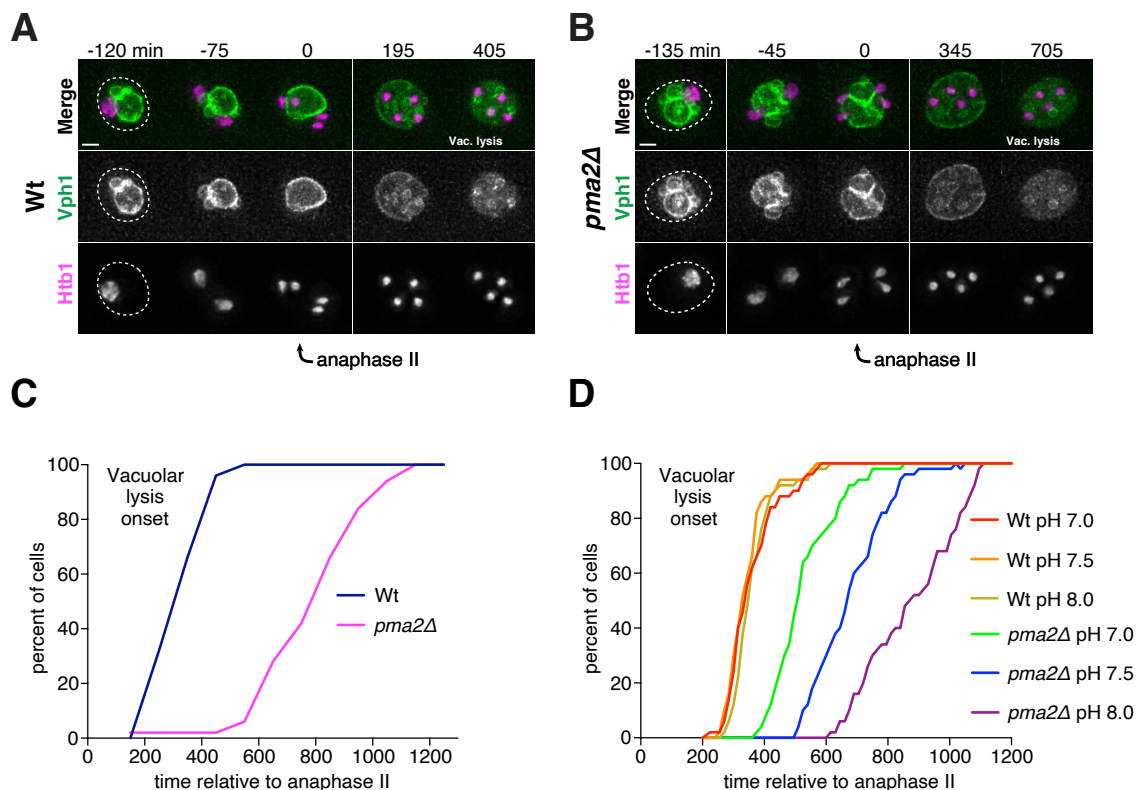 A
-120 min -75 0 195 405
Merge
Vac. lysis
Wt
Vph1
Htb1
anaphase II
B
-135 min -45 0 345 705
Merge
Vac. lysis
pma2Δ
Vph1
Htb1
anaphase II
C
Vacuolar
lysis
onset
percent of cells
100
80
60
40
20
0
0 200 400 600 800 1000 1200
time relative to anaphase II
Wt
pma2Δ
D
Vacuolar
lysis
onset
percent of cells
100
80
60
40
20
0
0 200 400 600 800 1000 1200
time relative to anaphase II
Wt pH 7.0
Wt pH 7.5
Wt pH 8.0
pma2Δ pH 7.0
pma2Δ pH 7.5
pma2Δ pH 8.0